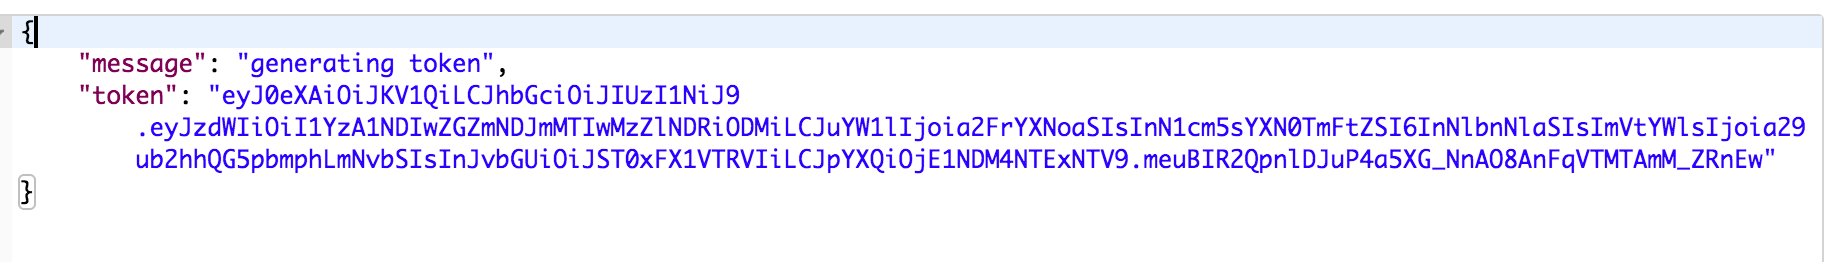 {
"message": "generating token",
"token": "eyJ0eXAiOiJKV1QiLCJhbGciOiJIUzI1NiJ9
.eyJzdWIiOiI1YzA1NDIwZGZmNDJmMTIwMzZlNDRiODMiLCJuYW1lIjoia2FrYXNoaSIsInN1cm5sYXN0TmFtZSI6InNlbnNlaSIsImVtYWlsIjoia29
ub2hhQG5pbmphLmNvbSIsInJvbGUiOiJST0xFX1VTRVIiLCJpYXQiOjE1NDM4NTExNTV9.meuBIR2QpnlDJuP4a5XG_NnAO8AnFqVTMTAmM_ZRnEw"
}